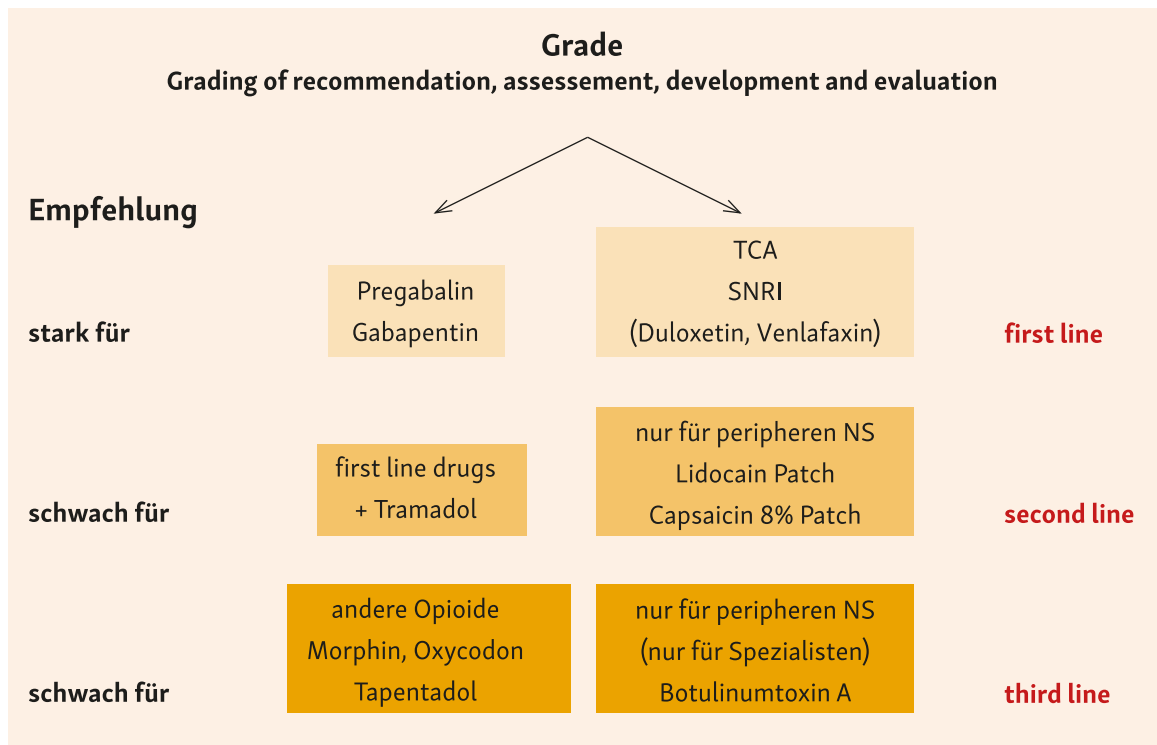 Grade
Grading of recommendation, assessement, development and evaluation
Empfehlung
stark für
Pregabalin
Gabapentin
TCA
SNRI
(Duloxetin, Venlafaxin)
first line
schwach für
first line drugs
+ Tramadol
nur für peripheren NS
Lidocain Patch
Capsaicin 8% Patch
second line
schwach für
andere Opioide
Morphin, Oxycodon
Tapentadol
nur für peripheren NS
(nur für Spezialisten)
Botulinumtoxin A
third line